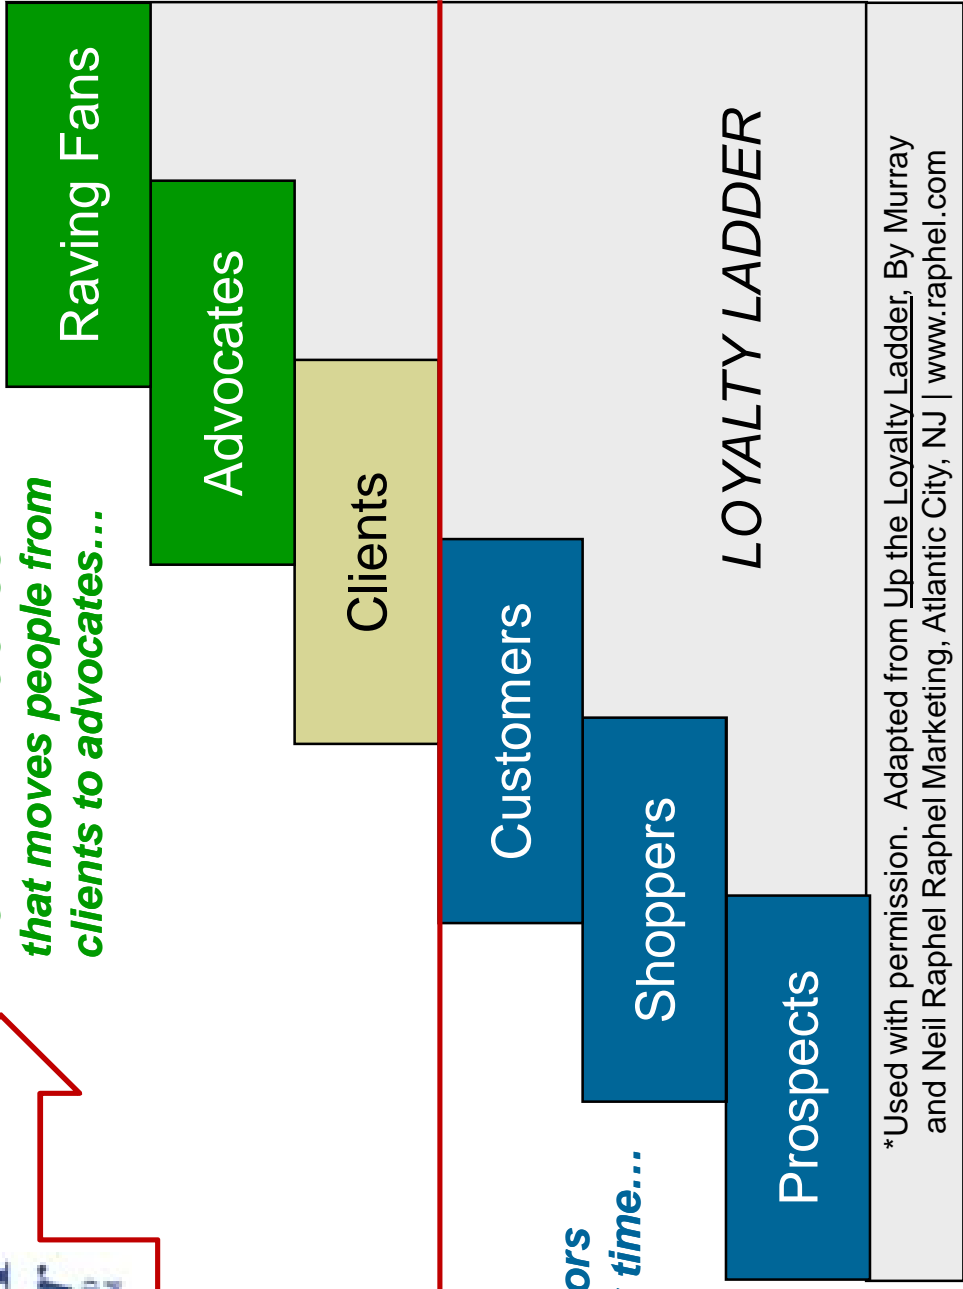 that moves people from
clients to advocates...
Raving Fans
Advocates
Clients
Customers
Shoppers
Prospects
time...
LOYALTY LADDER
*Used with permission. Adapted from Up the Loyalty Ladder, By Murray
and Neil Raphel Raphel Marketing, Atlantic City, NJ | www.raphel.com